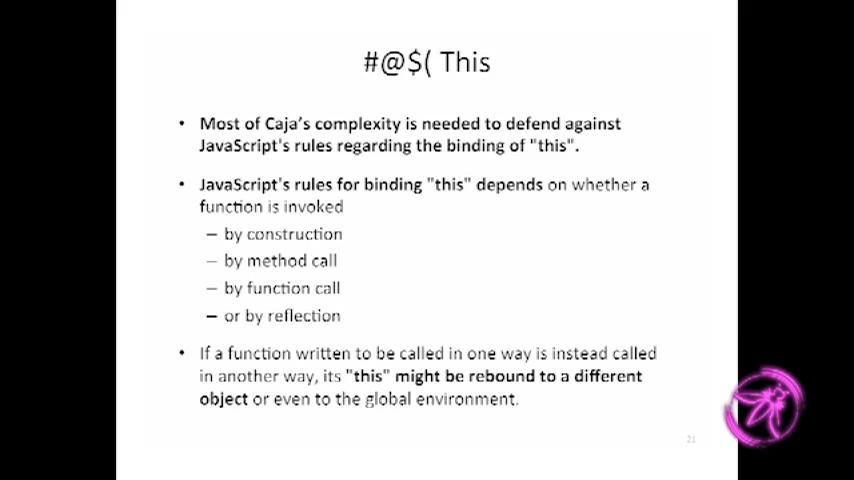 #@$( This
• Most of Caja's complexity is needed to defend against
JavaScript's rules regarding the binding of "this".
• JavaScript's rules for binding "this" depends on whether a
function is invoked
– by construction
– by method call
– by function call
– or by reflection
• If a function written to be called in one way is instead called
in another way, its "this" might be rebound to a different
object or even to the global environment.
21